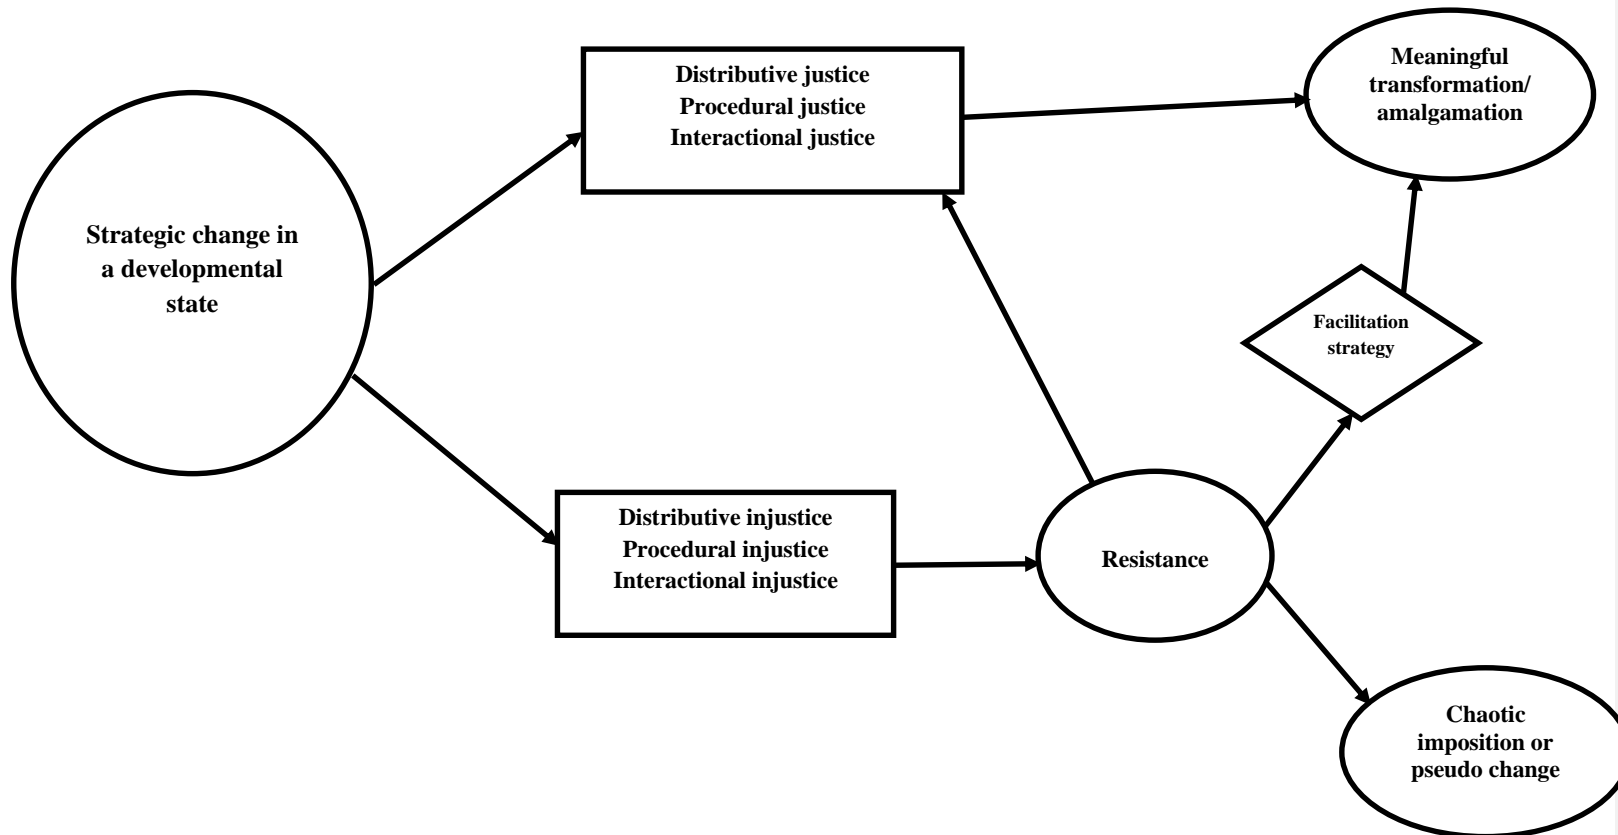 Meaningful
transformation/
amalgamation
Distributive justice
Procedural justice
Interactional justice
Strategic change in
a developmental
state
Facilitation
strategy
Distributive injustice
Procedural injustice
Interactional injustice
Resistance
Chaotic
imposition or
pseudo change